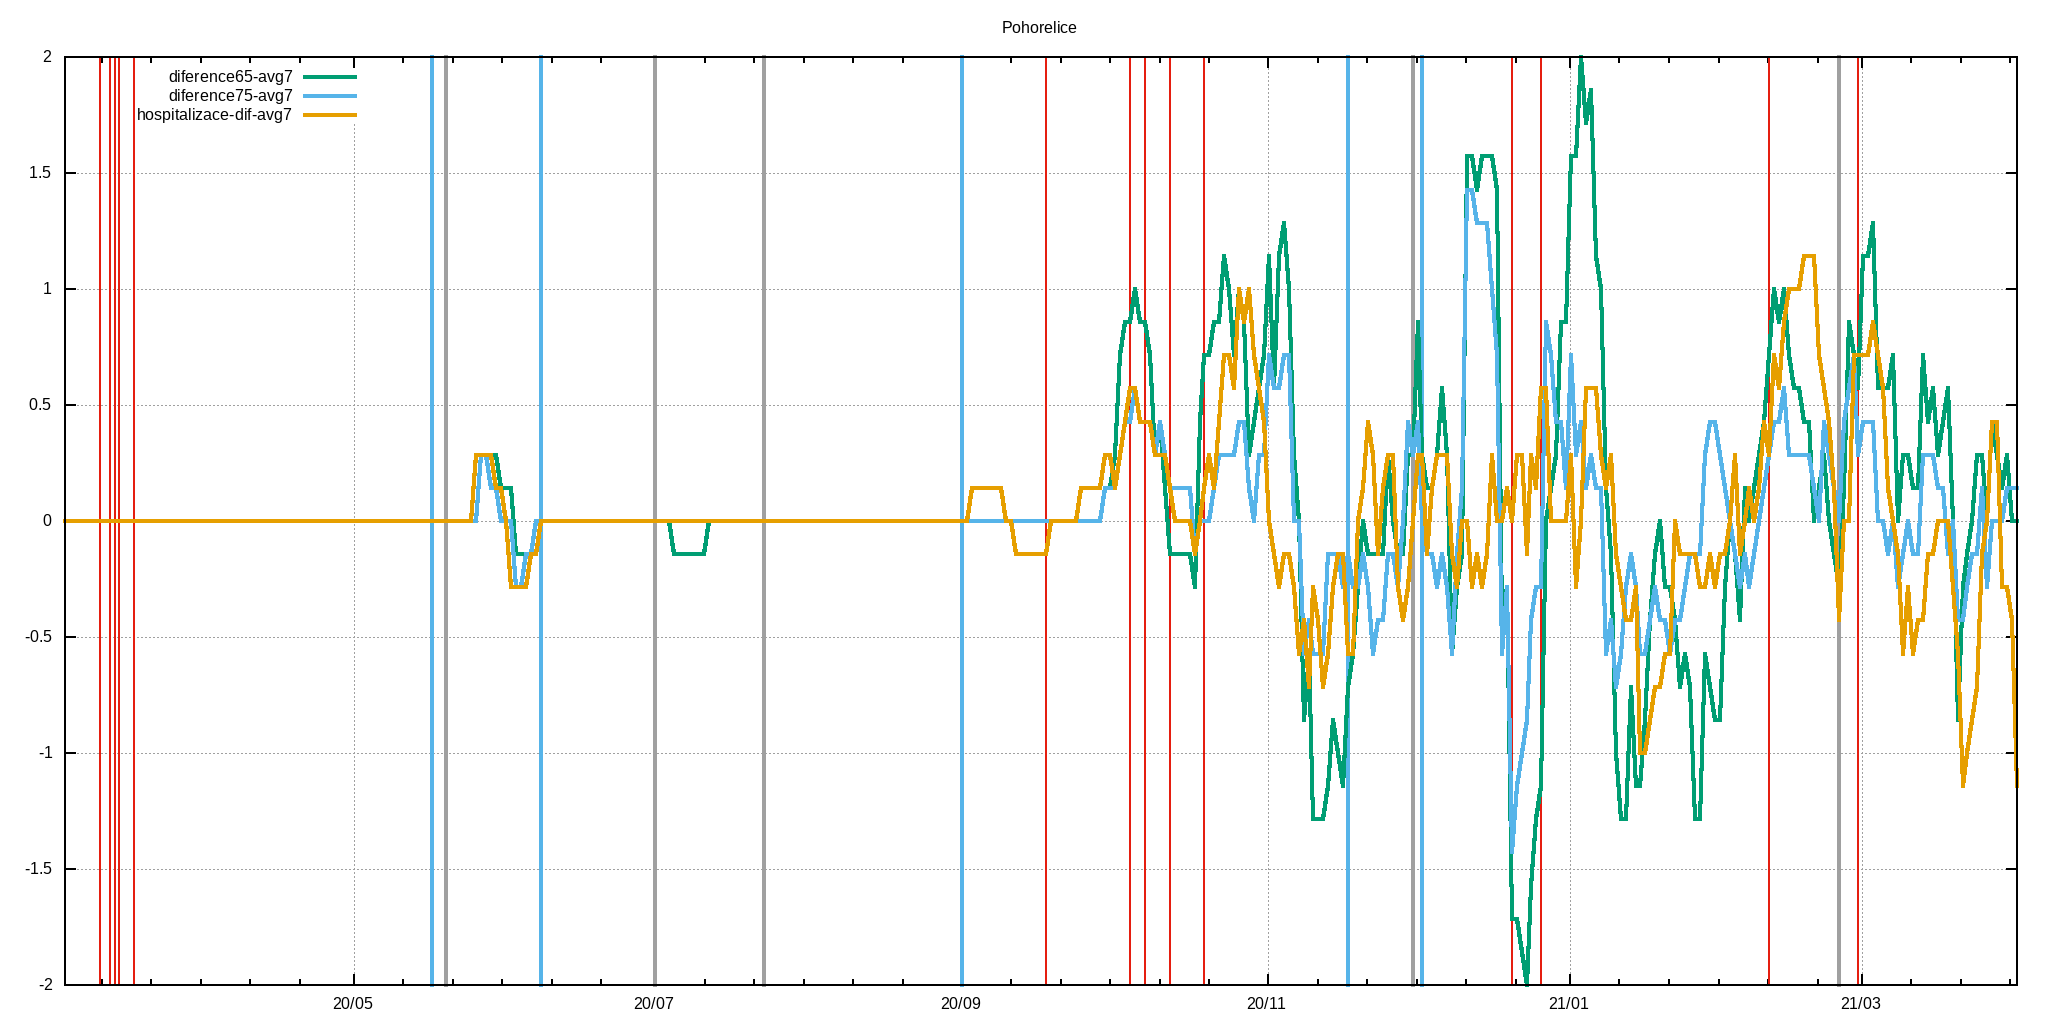 Pohorelice
diference65-avg7
diference75-avg7
hospitalizace-dif-avg7
2
1.5
1
0.5
0
-0.5
-1
-1.5
-2
20/05 20/07 20/09 20/11 21/01 21/03